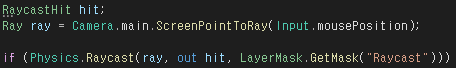 RaycastHit hit;
Ray ray = Camera.main.ScreenPointToRay(Input.mousePosition);
if (Physics.Raycast(ray, out hit, LayerMask.GetMask("Raycast")))